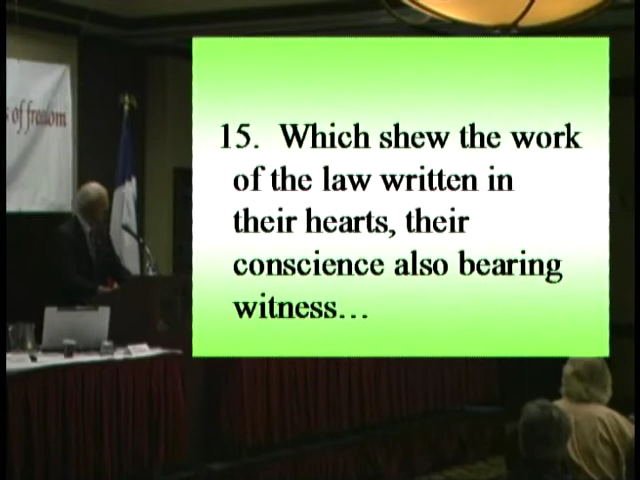 of freedom
15. Which shew the work
of the law written in
their hearts, their
conscience also bearing
witness…